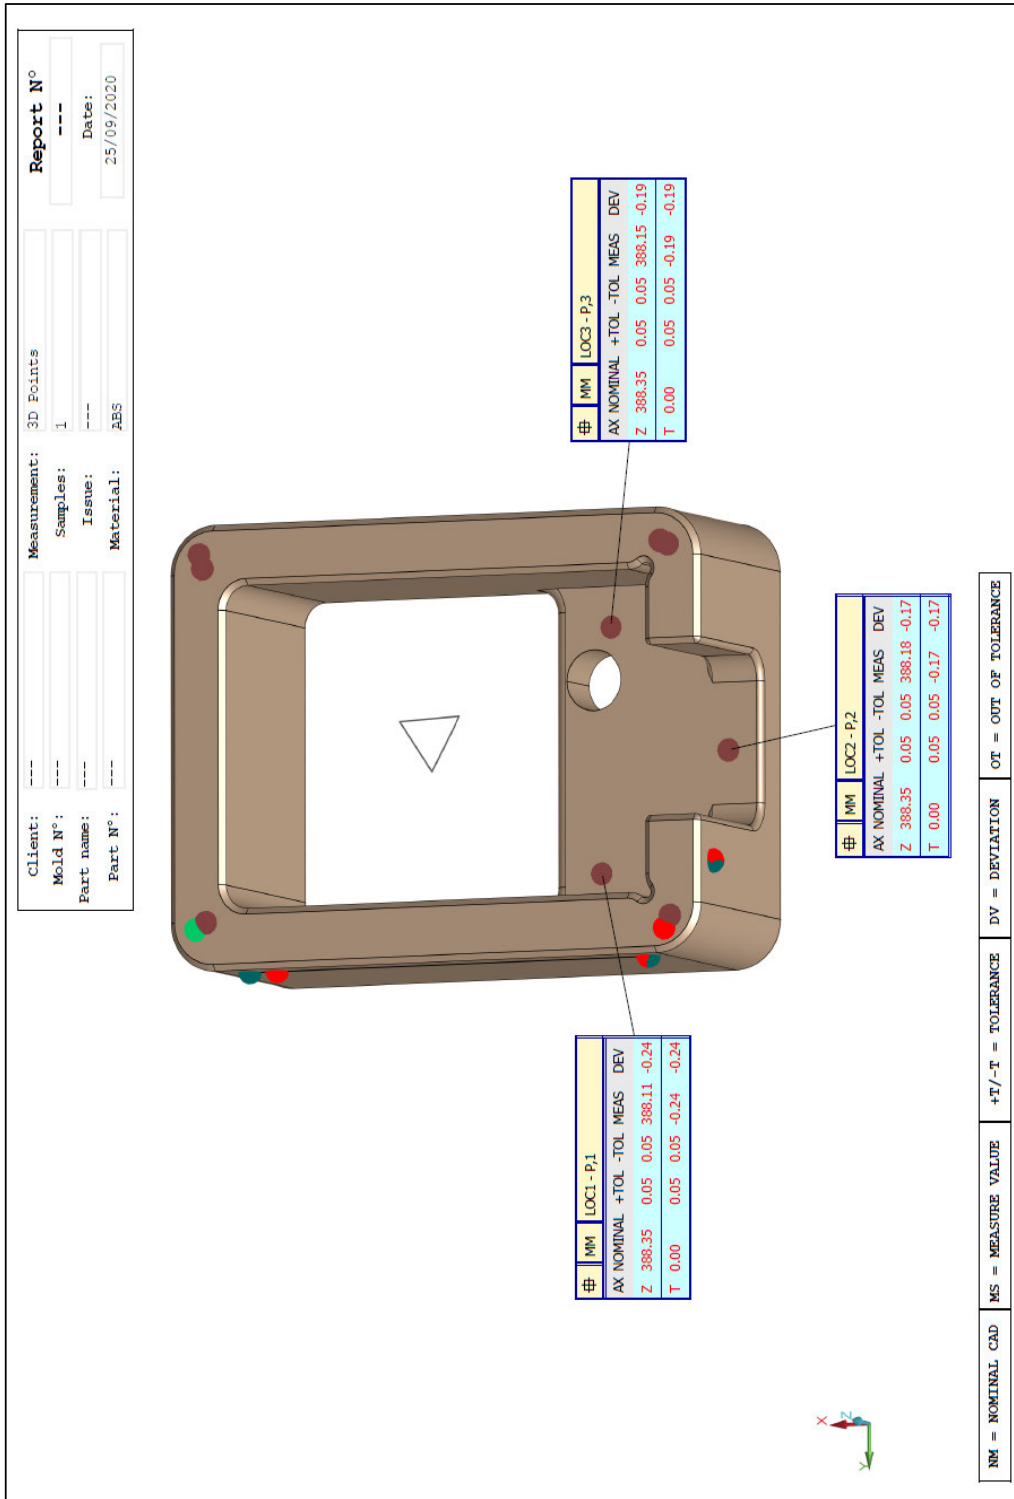 Client: --- Measurement: 3D Points Report N°
Mold N°: --- Samples: 1 ---
Part name: --- Issue: --- Date:
Part N°: --- Material: ABS 25/09/2020
MM LOC1 - P,1
AX NOMINAL +TOL -TOL MEAS DEV
Z 388.35 0.05 0.05 388.11 -0.24
T 0.00 0.05 0.05 -0.24 -0.24
MM LOC3 - P,3
AX NOMINAL +TOL -TOL MEAS DEV
Z 388.35 0.05 0.05 388.15 -0.19
T 0.00 0.05 0.05 -0.19 -0.19
MM LOC2 - P,2
AX NOMINAL +TOL -TOL MEAS DEV
Z 388.35 0.05 0.05 388.18 -0.17
T 0.00 0.05 0.05 -0.17 -0.17
X
Z
Y
NM = NOMINAL CAD MS = MEASURE VALUE +T/-T = TOLERANCE DV = DEVIATION OT = OUT OF TOLERANCE